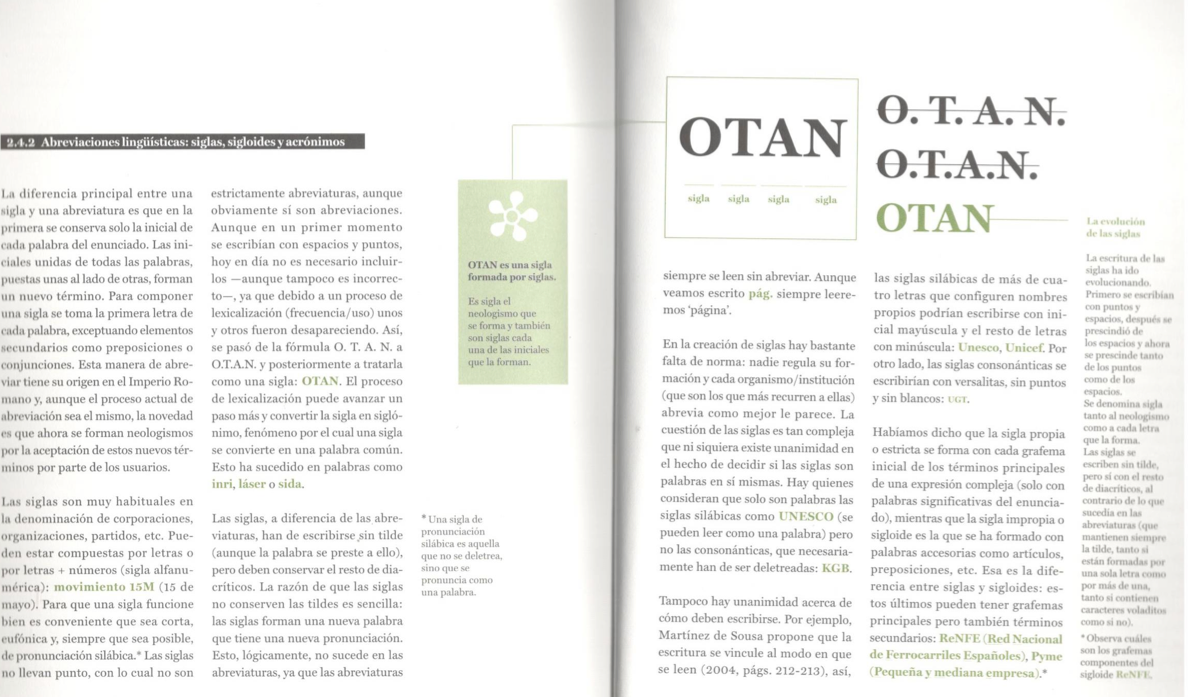 2.4.2 Abreviaciones lingüísticas: siglas, sigloides y acrónimos
La diferencia principal entre una
sigla y una abreviatura es que en la
primera se conserva solo la inicial de
cada palabra del enunciado. Las ini-
ciales unidas de todas las palabras,
puestas unas al lado de otras, forman
un nuevo término. Para componer
una sigla se toma la primera letra de
cada palabra, exceptuando elementos
secundarios como preposiciones o
conjunciones. Esta manera de abre-
viar tiene su origen en el Imperio Ro-
mano y, aunque el proceso actual de
abreviación sea el mismo, la novedad
es que ahora se forman neologismos
por la aceptación de estos nuevos tér-
minos por parte de los usuarios.
Las siglas son muy habituales en
la denominación de corporaciones,
organizaciones, partidos, etc. Pue-
den estar compuestas por letras o
por letras + números (sigla alfanu-
mérica): movimiento 15M (15 de
mayo). Para que una sigla funcione
bien es conveniente que sea corta,
eufónica y, siempre que sea posible,
de pronunciación silábica.* Las siglas
no llevan punto, con lo cual no son
estrictamente abreviaturas, aunque
obviamente sí son abreviaciones.
Aunque en un primer momento
se escribían con espacios y puntos,
hoy en día no es necesario incluir-
los —aunque tampoco es incorrec-
to—, ya que debido a un proceso de
lexicalización (frecuencia/uso) unos
y otros fueron desapareciendo. Así,
se pasó de la fórmula O. T. A. N. a
O.T.A.N. y posteriormente a tratarla
como una sigla: OTAN. El proceso
de lexicalización puede avanzar un
paso más y convertir la sigla en sigló-
nimo, fenómeno por el cual una sigla
se convierte en una palabra común.
Esto ha sucedido en palabras como
inri, láser o sida.
Las siglas, a diferencia de las abre-
viaturas, han de escribirse sin tilde
(aunque la palabra se preste a ello),
pero deben conservar el resto de dia-
críticos. La razón de que las siglas
no conserven las tildes es sencilla:
las siglas forman una nueva palabra
que tiene una nueva pronunciación.
Esto, lógicamente, no sucede en las
abreviaturas, ya que las abreviaturas
OTAN es una sigla
formada por siglas.
Es sigla el
neologismo que
se forma y también
son siglas cada
una de las iniciales
que la forman.
* Una sigla de
pronunciación
silábica es aquella
que no se deletrea,
sino que se
pronuncia como
una palabra.
OTAN
sigla sigla sigla sigla
O. T. A. N.
O.T.A.N.
OTAN
siempre se leen sin abreviar. Aunque
veamos escrito pág. siempre leere-
mos ‘página’.
En la creación de siglas hay bastante
falta de norma: nadie regula su for-
mación y cada organismo/institución
(que son los que más recurren a ellas)
abrevia como mejor le parece. La
cuestión de las siglas es tan compleja
que ni siquiera existe unanimidad en
el hecho de decidir si las siglas son
palabras en sí mismas. Hay quienes
consideran que solo son palabras las
siglas silábicas como UNESCO (se
pueden leer como una palabra) pero
no las consonánticas, que necesaria-
mente han de ser deletreadas: KGB.
Tampoco hay unanimidad acerca de
cómo deben escribirse. Por ejemplo,
Martínez de Sousa propone que la
escritura se vincule al modo en que
se leen (2004, págs. 212-213), así,
las siglas silábicas de más de cua-
tro letras que configuren nombres
propios podrían escribirse con ini-
cial mayúscula y el resto de letras
con minúscula: Unesco, Unicef. Por
otro lado, las siglas consonánticas se
escribirían con versalitas, sin puntos
y sin blancos: UGT.
Habíamos dicho que la sigla propia
o estricta se forma con cada grafema
inicial de los términos principales
de una expresión compleja (solo con
palabras significativas del enuncia-
do), mientras que la sigla impropia o
sigloide es la que se ha formado con
palabras accesorias como artículos,
preposiciones, etc. Esa es la dife-
rencia entre siglas y sigloides: es-
tos últimos pueden tener grafemas
principales pero también términos
secundarios: ReNFE (Red Nacional
de Ferrocarriles Españoles), Pyme
(Pequeña y mediana empresa).*
La evolución
de las siglas
La escritura de las
siglas ha ido
evolucionando.
Primero se escribían
con puntos y
espacios, después se
prescindió de
los espacios y ahora
se prescinde tanto
de los puntos
como de los
espacios.
Se denomina sigla
tanto al neologismo
como a cada letra
que la forma.
Las siglas se
escriben sin tilde,
pero sí con el resto
de diacríticos, al
contrario de lo que
sucedía en las
abreviaturas (que
mantienen siempre
la tilde, tanto si
están formadas por
una sola letra como
por más de una,
tanto si contienen
caracteres voladitos
como si no).
* Observa cuáles
son los grafemas
componentes del
sigloide ReNFE.